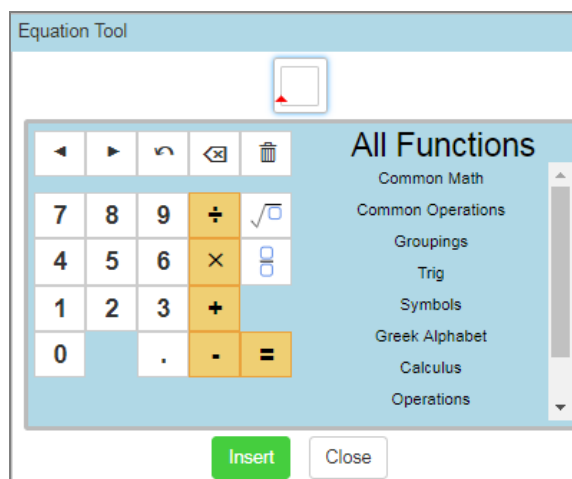 Equation Tool
All Functions
Common Math
7 8 9 ÷ √
Common Operations
Groupings
4 5 6 ×
Trig
1 2 3 +
Symbols
Greek Alphabet
0 . - =
Calculus
Operations
Insert Close